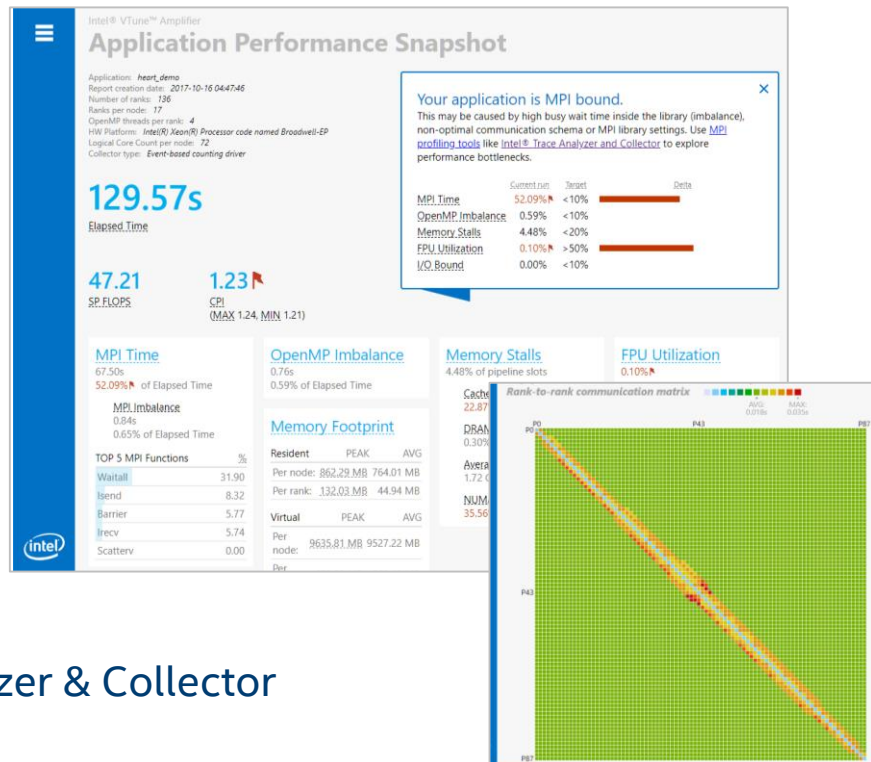 Intel® VTune™ Amplifier
Application Performance Snapshot
Application: heart_demo
Report creation date: 2017-10-16 04:47:46
Number of ranks: 136
Ranks per node: 17
OpenMP threads per rank: 4
HW Platform: Intel(R) Xeon(R) Processor code named Broadwell-EP
Logical Core Count per node: 72
Collector type: Event-based counting driver
129.57s
Elapsed Time
47.21
SP FLOPS
1.23
CPI
(MAX 1.24, MIN 1.21)
Your application is MPI bound.
This may be caused by high busy wait time inside the library (imbalance),
non-optimal communication schema or MPI library settings. Use MPI
profiling tools like Intel® Trace Analyzer and Collector to explore
performance bottlenecks.
Current run Target Delta
MPI Time 52.09% <10%
OpenMP Imbalance 0.59% <10%
Memory Stalls 4.48% <20%
FPU Utilization 0.10% >50%
I/O Bound 0.00% <10%
MPI Time
67.50s
52.09% of Elapsed Time
MPI Imbalance
0.84s
0.65% of Elapsed Time
TOP 5 MPI Functions %
Waitall 31.90
Isend 8.32
Barrier 5.77
Irecv 5.74
Scatterv 0.00
OpenMP Imbalance
0.76s
0.59% of Elapsed Time
Memory Footprint
Resident PEAK AVG
Per node: 862.29 MB 764.01 MB
Per rank: 132.03 MB 44.94 MB
Virtual PEAK AVG
Per
node: 9635.81 MB 9527.22 MB
Per
Memory Stalls
4.48% of pipeline slots
Cache
22.87
DRAM
0.30%
Avera
1.72
NUM
35.56
FPU Utilization
0.10%
intel
Rank-to-rank communication matrix
AVG: MAX:
0.018s 0.035s
P0 P43 P87
P0
P43
P87
zer & Collector